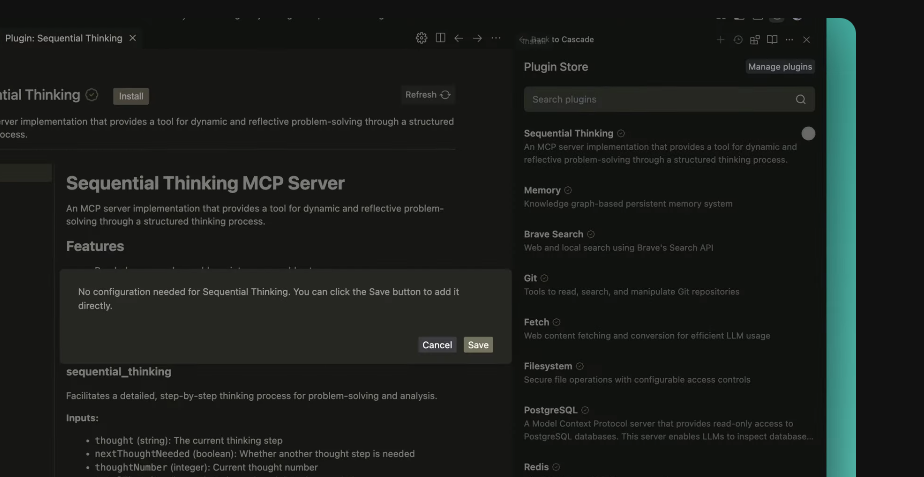 Plugin: Sequential Thinking
Back to Cascade
ntial Thinking
Install
Refresh
erver implementation that provides a tool for dynamic and reflective problem-solving through a structured
ocess.
Sequential Thinking MCP Server
An MCP server implementation that provides a tool for dynamic and reflective problem-
solving through a structured thinking process.
Features
No configuration needed for Sequential Thinking. You can click the Save button to add it
directly.
Cancel
Save
sequential_thinking
Facilitates a detailed, step-by-step thinking process for problem-solving and analysis.
Inputs:
• thought (string): The current thinking step
• nextThoughtNeeded (boolean): Whether another thought step is needed
• thoughtNumber (integer): Current thought number
Plugin Store
Manage plugins
Search plugins
Sequential Thinking
An MCP server implementation that provides a tool for dynamic and
reflective problem-solving through a structured thinking process.
Memory
Knowledge graph-based persistent memory system
Brave Search
Web and local search using Brave's Search API
Git
Tools to read, search, and manipulate Git repositories
Fetch
Web content fetching and conversion for efficient LLM usage
Filesystem
Secure file operations with configurable access controls
PostgreSQL
A Model Context Protocol server that provides read-only access to
PostgreSQL databases. This server enables LLMs to inspect database...
Redis